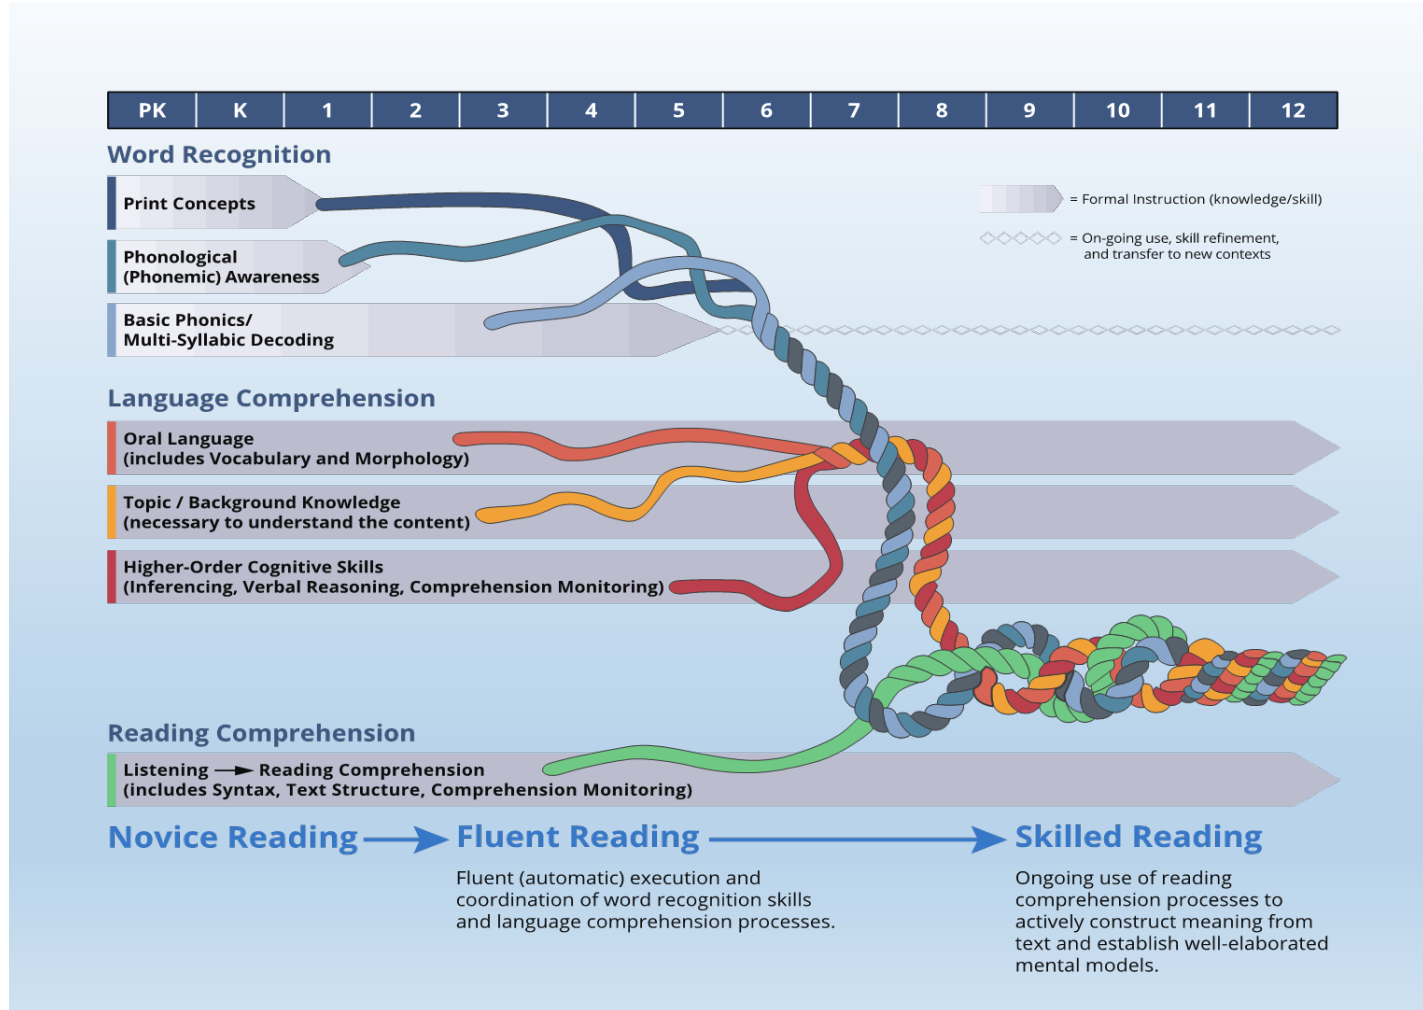 PK K 1 2 3 4 5 6 7 8 9 10 11 12
Word Recognition
Print Concepts
Phonological
(Phonemic) Awareness
Basic Phonics/
Multi-Syllabic Decoding
= Formal Instruction (knowledge/skill)
= On-going use, skill refinement,
and transfer to new contexts
Language Comprehension
Oral Language
(includes Vocabulary and Morphology)
Topic / Background Knowledge
(necessary to understand the content)
Higher-Order Cognitive Skills
(Inferencing, Verbal Reasoning, Comprehension Monitoring)
Reading Comprehension
Listening Reading Comprehension
(includes Syntax, Text Structure, Comprehension Monitoring)
Novice Reading Fluent Reading Skilled Reading
Fluent (automatic) execution and
coordination of word recognition skills
and language comprehension processes.
Ongoing use of reading
comprehension processes to
actively construct meaning from
text and establish well-elaborated
mental models.